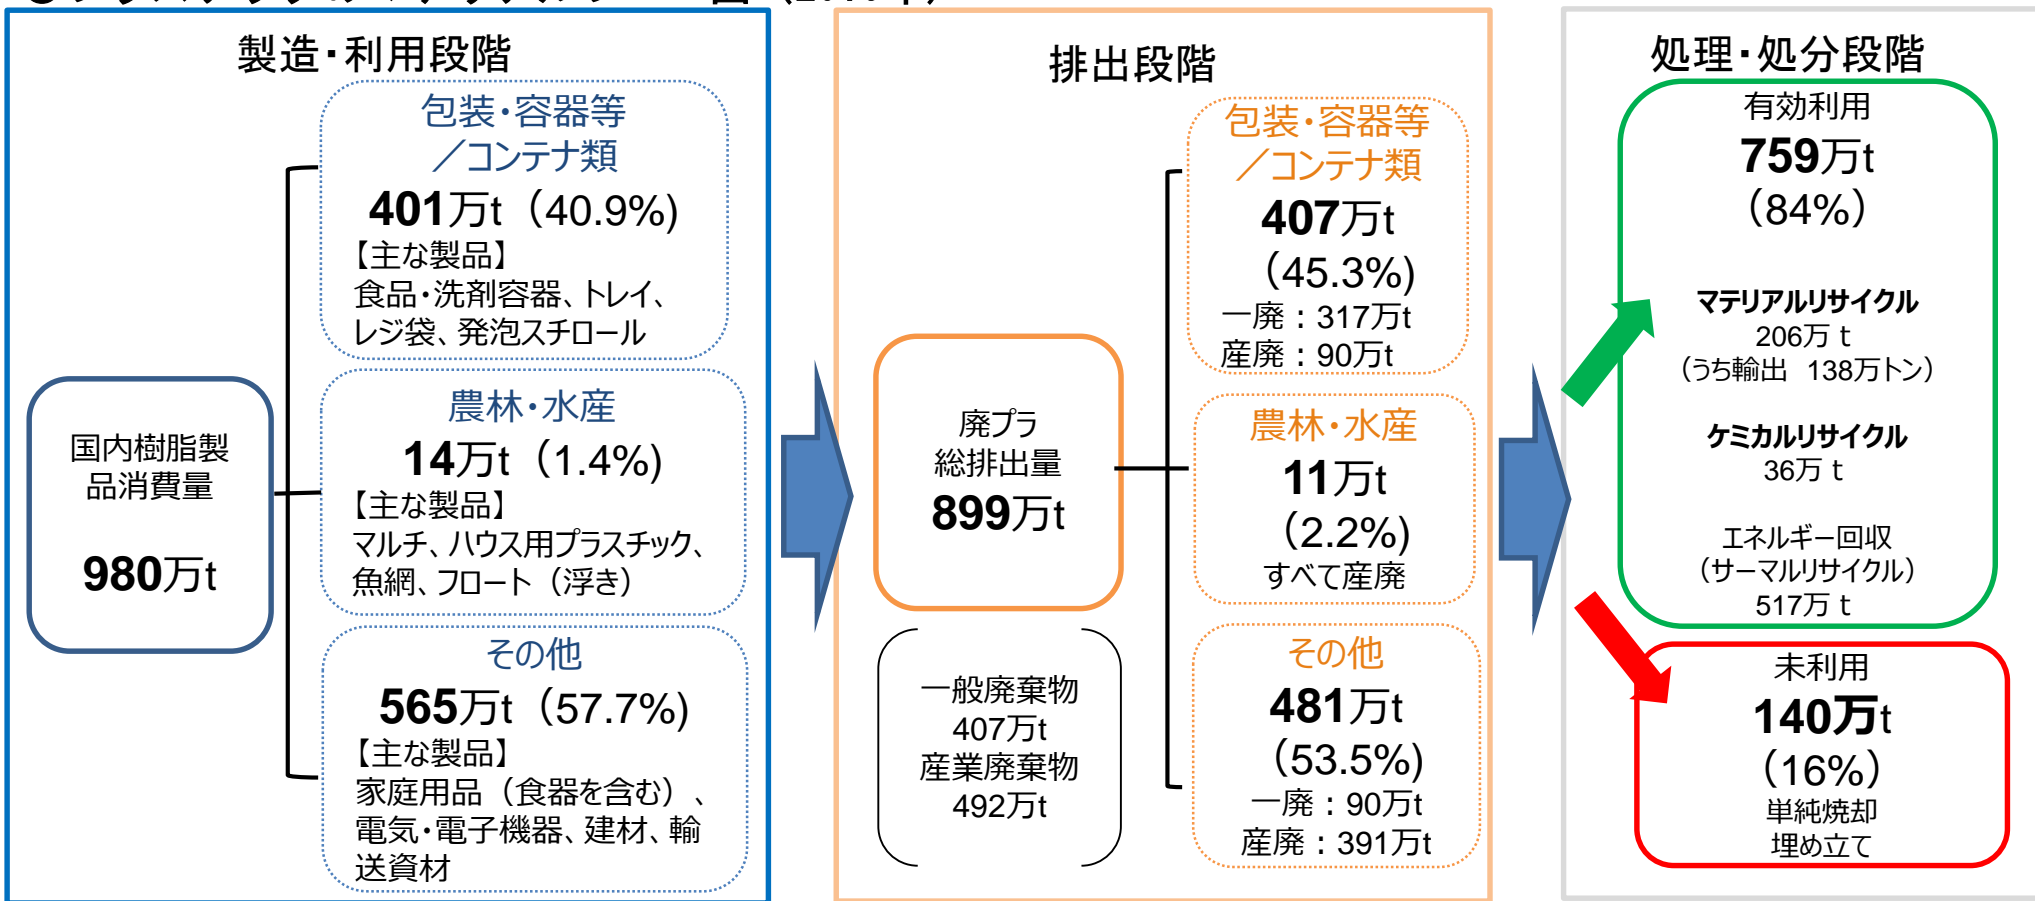 製造・利用段階
包装・容器等
／コンテナ類
401万t（40.9%)
【主な製品】
食品・洗剤容器、トレイ、
レジ袋、発泡スチロール
国内樹脂製
品消費量
980万t
農林・水産
14万t（1.4%)
【主な製品】
マルチ、ハウス用プラスチック、
魚網、フロート（浮き）
その他
565万t（57.7%)
【主な製品】
家庭用品（食器を含む）、
電気・電子機器、建材、輸
送資材
排出段階
廃プラ
総排出量
899万t
一般廃棄物
407万t
産業廃棄物
492万t
包装・容器等
／コンテナ類
407万t
（45.3%)
一廃：317万t
産廃：90万t
農林・水産
11万t
（2.2%)
すべて産廃
その他
481万t
（53.5%)
一廃：90万t
産廃：391万t
処理・処分段階
有効利用
759万t
（84%）
マテリアルリサイクル
206万 t
（うち輸出　138万トン）
ケミカルリサイクル
36万 t
エネルギー回収
（サーマルリサイクル）
517万 t
未利用
140万t
（16%）
単純焼却
埋め立て